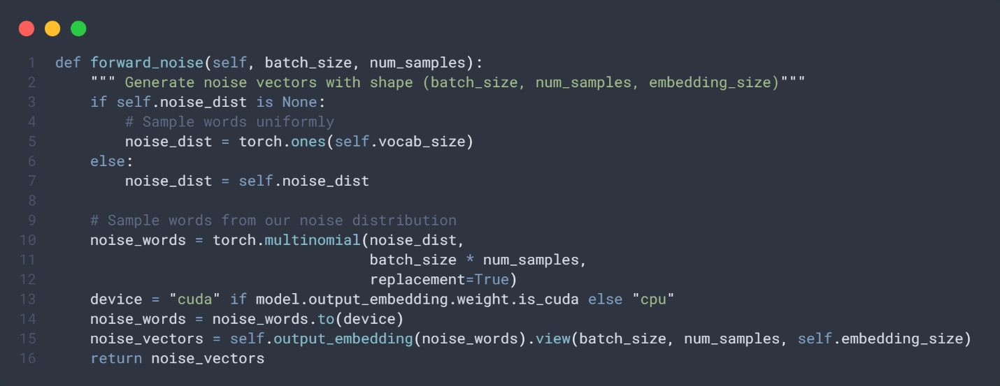 1 def forward_noise(self, batch_size, num_samples):
2     """ Generate noise vectors with shape (batch_size, num_samples, embedding_size)"""
3     if self.noise_dist is None:
4         # Sample words uniformly
5         noise_dist = torch.ones(self.vocab_size)
6     else:
7         noise_dist = self.noise_dist
8
9     # Sample words from our noise distribution
10     noise_words = torch.multinomial(noise_dist,
11                                     batch_size * num_samples,
12                                     replacement=True)
13     device = "cuda" if model.output_embedding.weight.is_cuda else "cpu"
14     noise_words = noise_words.to(device)
15     noise_vectors = self.output_embedding(noise_words).view(batch_size, num_samples, self.embedding_size)
16     return noise_vectors